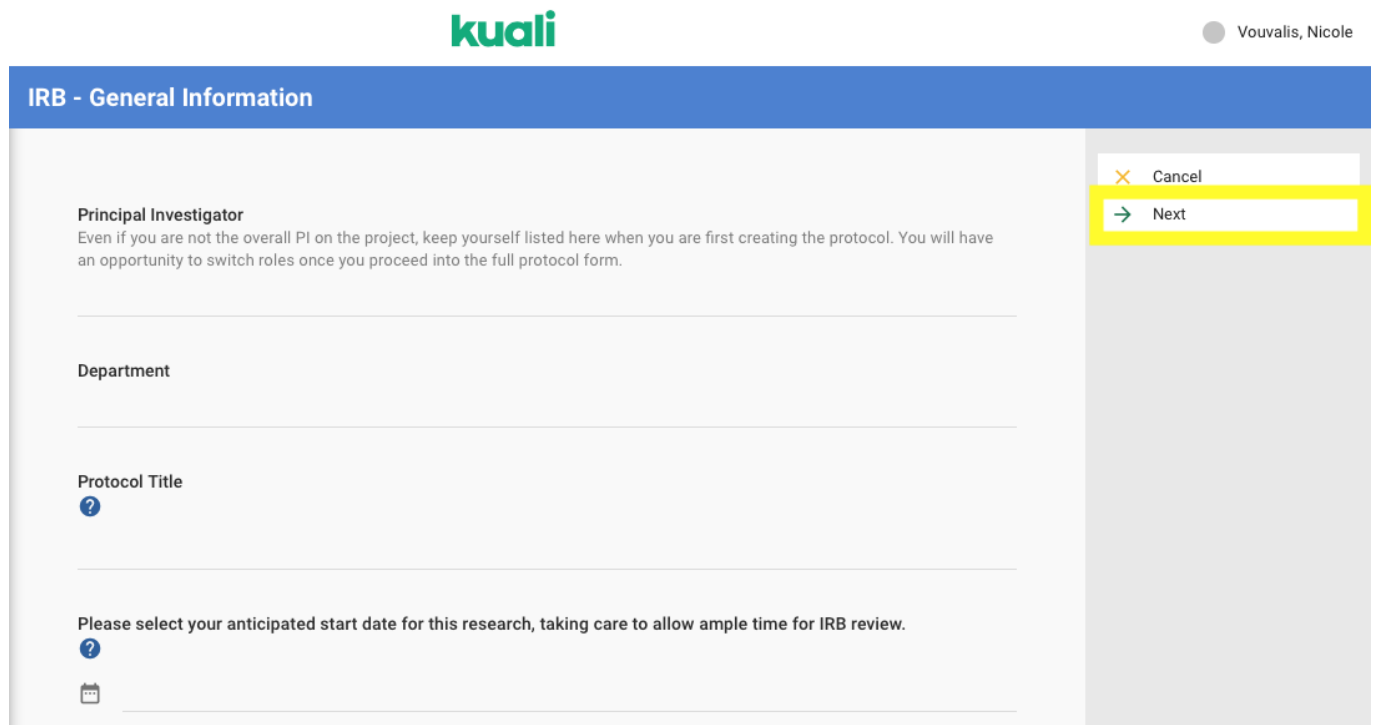 kuali
Vouvalis, Nicole
IRB - General Information
Cancel
Next
Principal Investigator
Even if you are not the overall PI on the project, keep yourself listed here when you are first creating the protocol. You will have
an opportunity to switch roles once you proceed into the full protocol form.
Department
Protocol Title
?
Please select your anticipated start date for this research, taking care to allow ample time for IRB review.
?